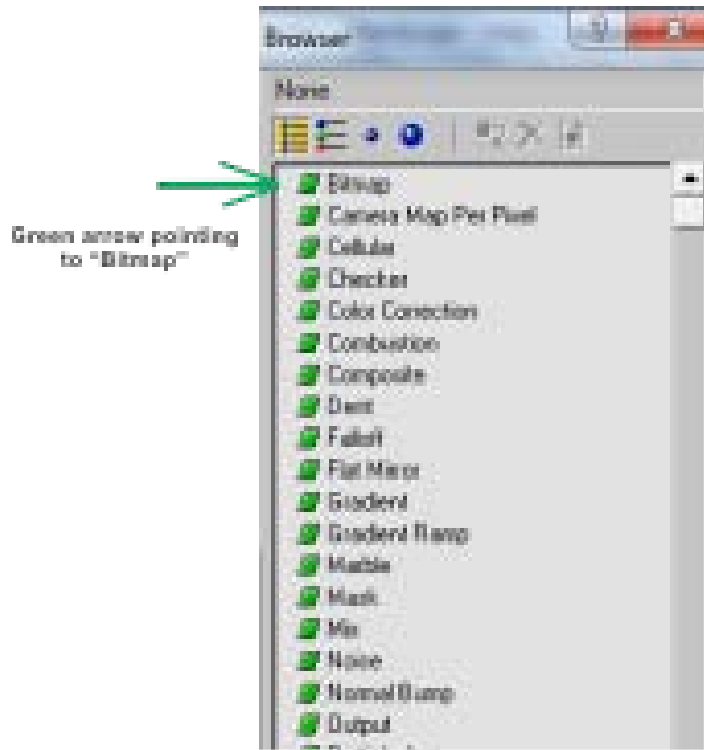 Browser
None
Green arrow pointing
to "Bitmap"
Bitmap
Camera Map Per Pixel
Cellular
Checker
Color Correction
Combustion
Composite
Dent
Falloff
Flat Mirror
Gradient
Gradient Ramp
Marble
Mask
Mix
Noise
Normal Bump
Output